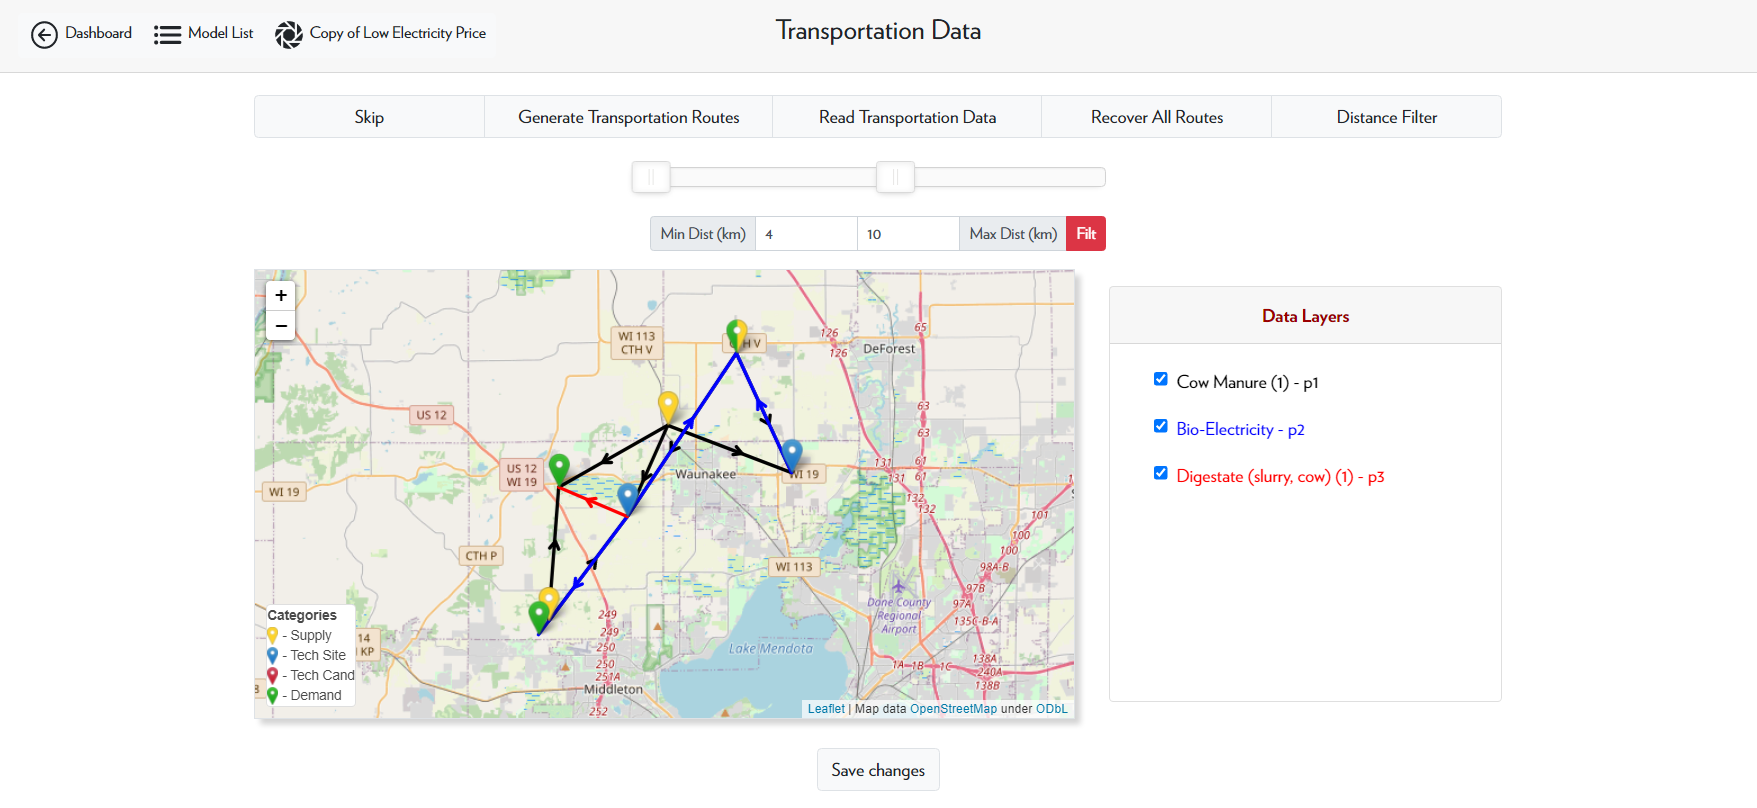 Dashboard
Model List
Copy of Low Electricity Price
Transportation Data
Skip
Generate Transportation Routes
Read Transportation Data
Recover All Routes
Distance Filter
Min Dist (km)
4
10
Max Dist (km)
Filt
+
−
WI 113
CTH V
H V
126
126
65
DeForest
US 12
63
63
US 12
WI 19
Waunakee
WI 19
131
61
131
61
132
132
WI 19
101
100
100
CTH P
WI 113
98A-B
97B
97A
Dane County
Regional
Airport
135C-B-A
249
249
250
250
251
252
Lake Mendota
1A-1B
1C
138A
240A
138B
Middleton
14
KP
Categories
- Supply
- Tech Site
- Tech Cand
- Demand
Leaflet | Map data OpenStreetMap under ODbL
Data Layers
Cow Manure (1) - p1
Bio-Electricity - p2
Digestate (slurry, cow) (1) - p3
Save changes